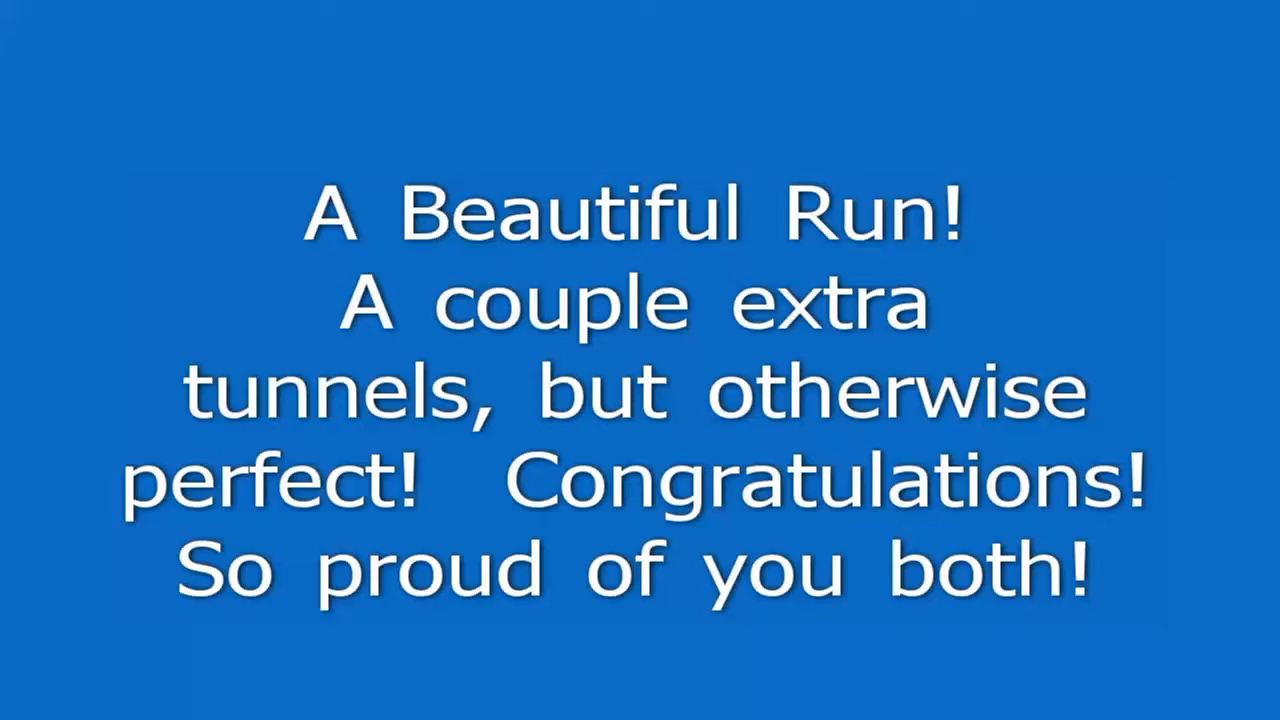 A Beautiful Run!
A couple extra
tunnels, but otherwise
perfect! Congratulations!
So proud of you both!